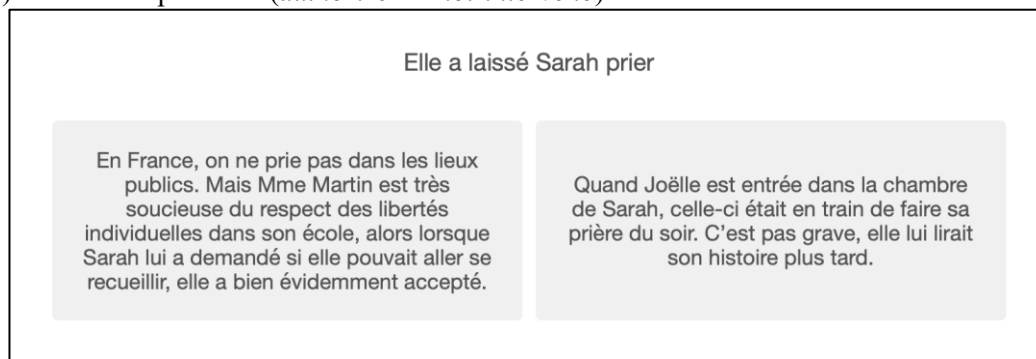 Elle a laissé Sarah prier
En France, on ne prie pas dans les lieux
publics. Mais Mme Martin est très
soucieuse du respect des libertés
individuelles dans son école, alors lorsque
Sarah lui a demandé si elle pouvait aller se
recueillir, elle a bien évidemment accepté.
Quand Joëlle est entrée dans la chambre
de Sarah, celle-ci était en train de faire sa
prière du soir. C'est pas grave, elle lui lirait
son histoire plus tard.